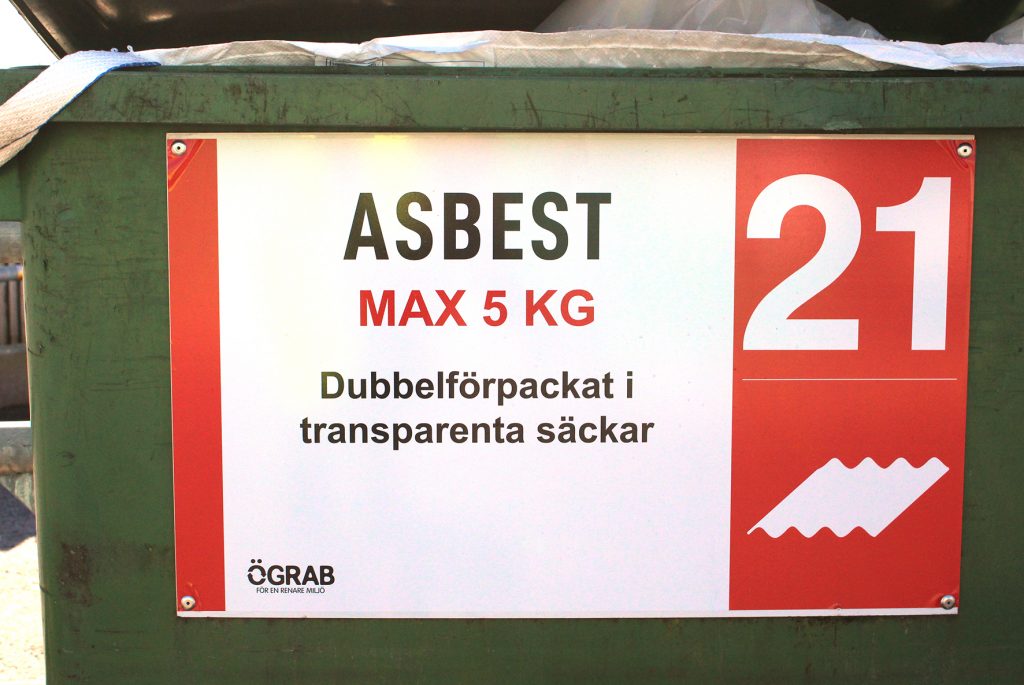 ASBEST
MAX 5 KG
Dubbelförpackat i
transparenta säckar
21
ÖGRAB
FÖR EN RENARE MILJÖ